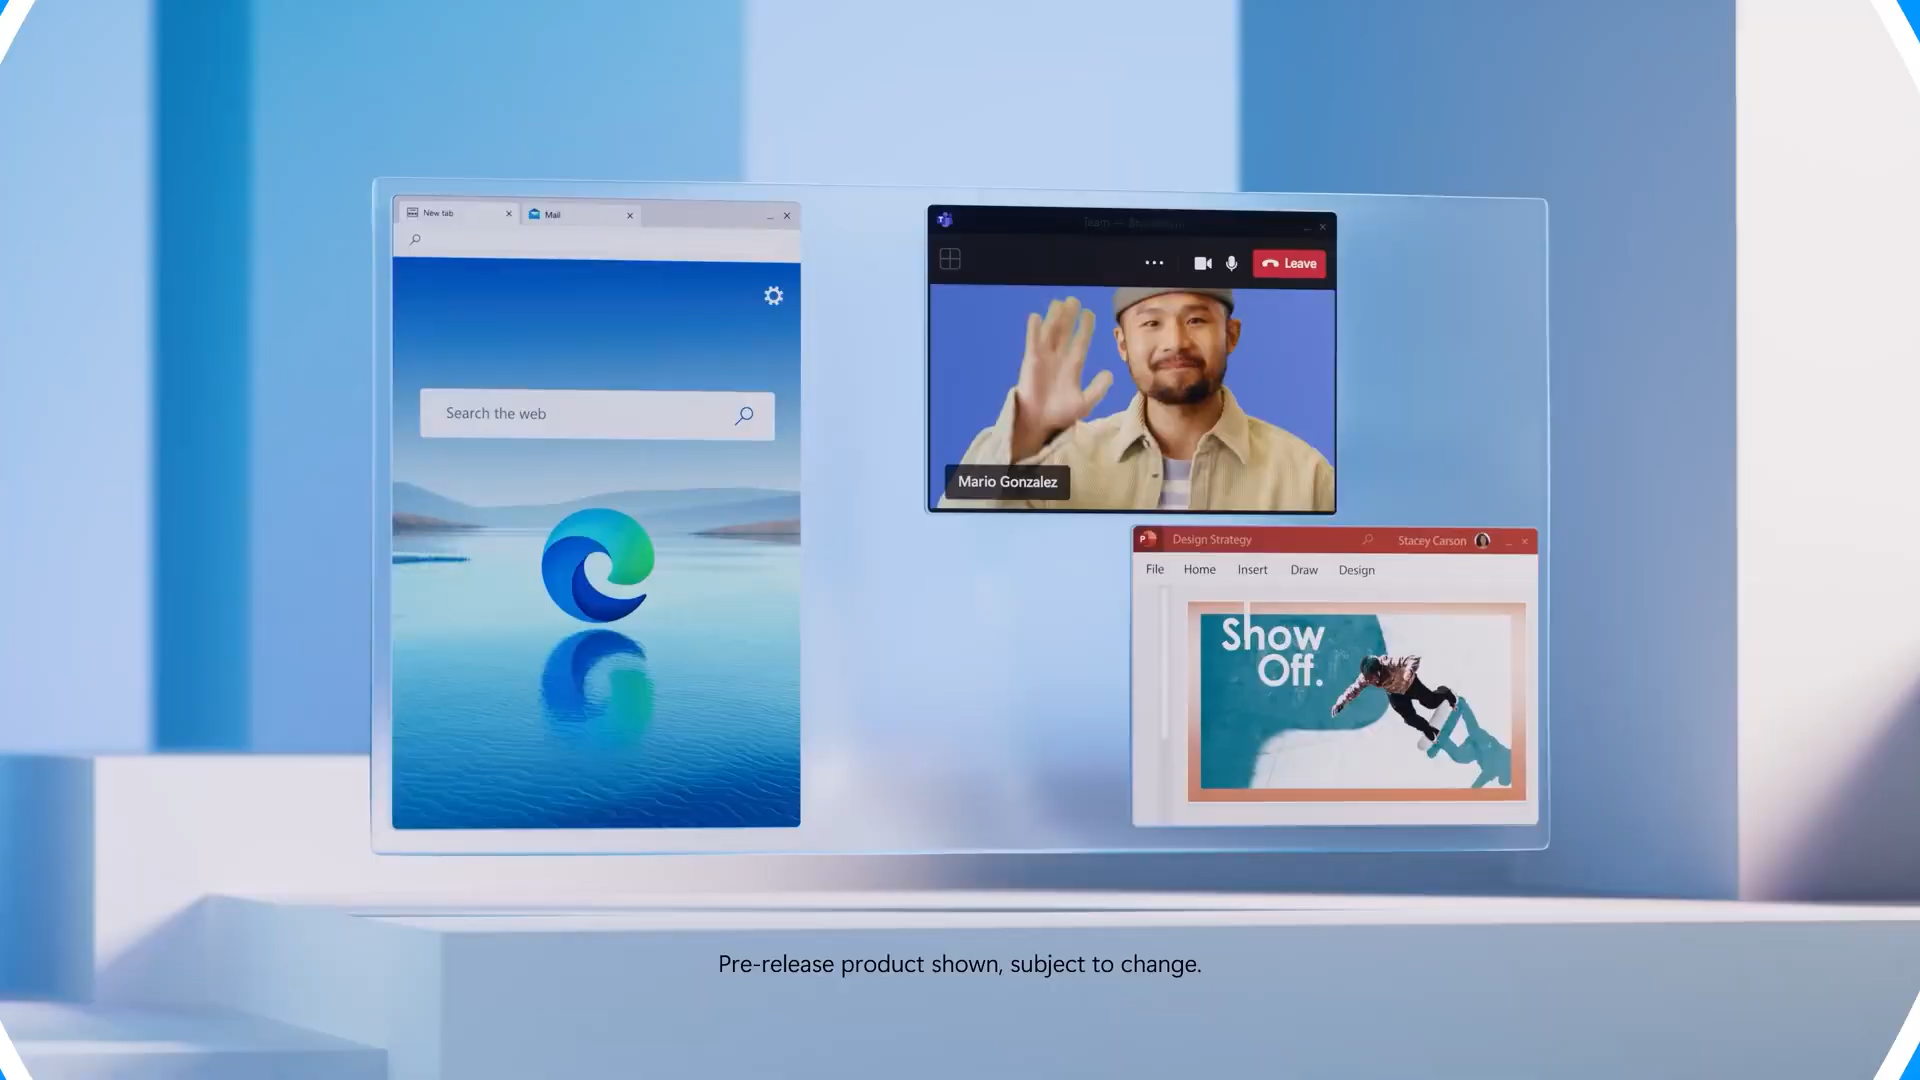 New tab
Mail
Search the web
Leave
Mario Gonzalez
P
Design Strategy
Stacey Carson
File Home Insert Draw Design
Show
Off.
Pre-release product shown, subject to change.